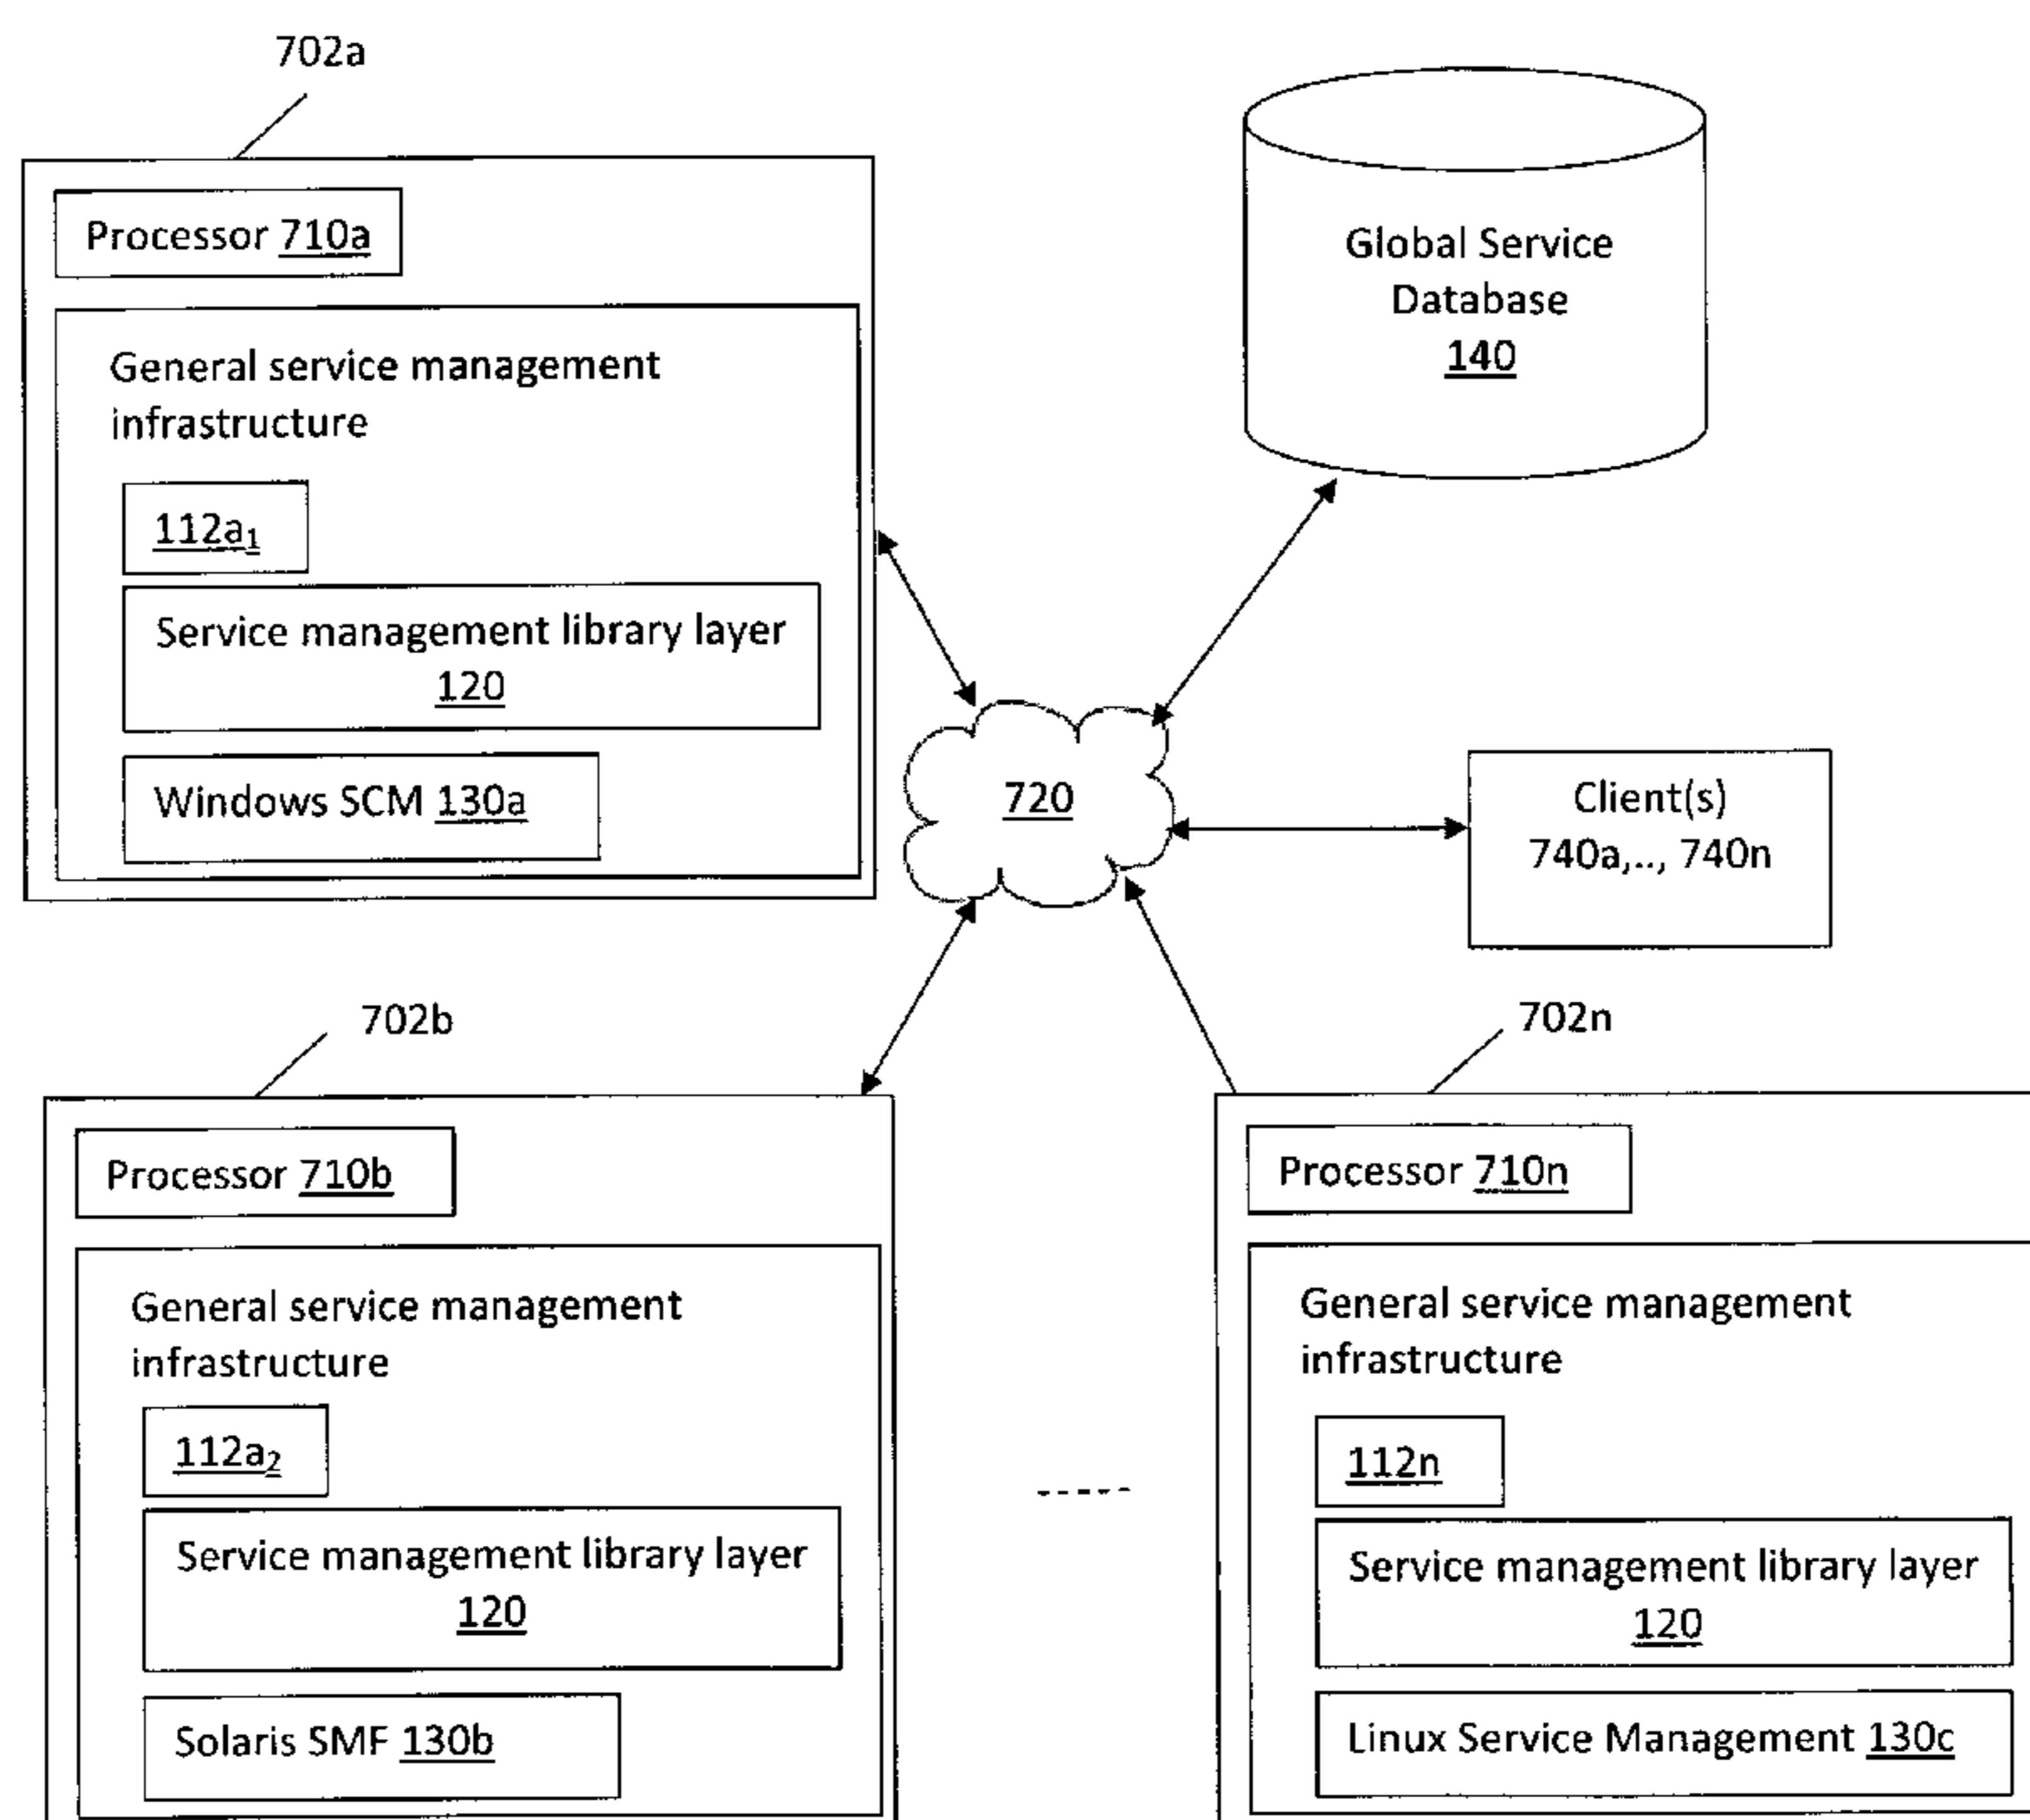 702a
Processor 710a
General service management
infrastructure
112a₁
Service management library layer
120
Windows SCM 130a
Global Service
Database
140
720
Client(s)
740a,.., 740n
702b
Processor 710b
General service management
infrastructure
112a₂
Service management library layer
120
Solaris SMF 130b
702n
Processor 710n
General service management
infrastructure
112n
Service management library layer
120
Linux Service Management 130c